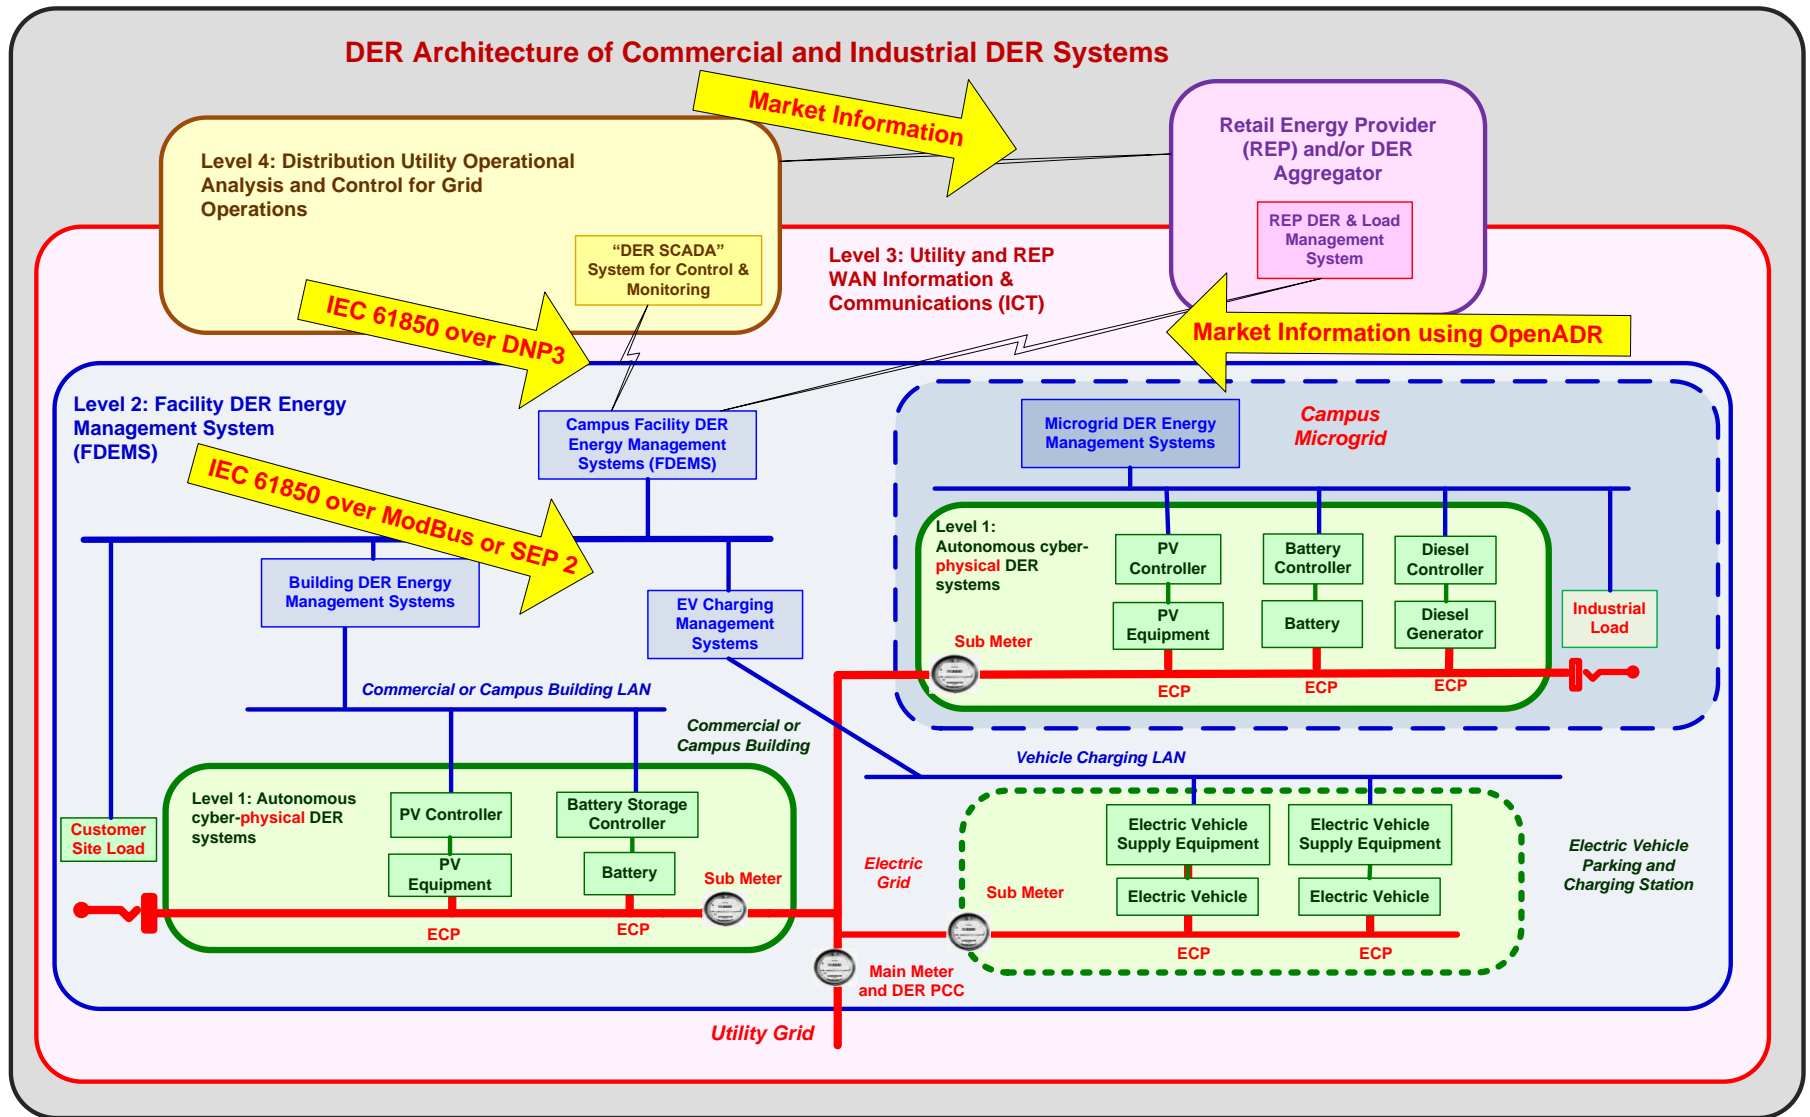 DER Architecture of Commercial and Industrial DER Systems
Market Information
Level 4: Distribution Utility Operational
Analysis and Control for Grid
Operations
Retail Energy Provider
(REP) and/or DER
Aggregator
REP DER & Load
Management
System
“DER SCADA”
System for Control &
Monitoring
Level 3: Utility and REP
WAN Information &
Communications (ICT)
IEC 61850 over DNP3
Market Information using OpenADR
Level 2: Facility DER Energy
Management System
(FDEMS)
Campus Facility DER
Energy Management
Systems (FDEMS)
Microgrid DER Energy
Management Systems
Campus
Microgrid
IEC 61850 over ModBus or SEP 2
Building DER Energy
Management Systems
EV Charging
Management
Systems
Level 1:
Autonomous cyber-
physical DER
systems
PV
Controller
Battery
Controller
Diesel
Controller
PV
Equipment
Battery
Diesel
Generator
Industrial
Load
Sub Meter
ECP
ECP
ECP
Commercial or Campus Building LAN
Commercial or
Campus Building
Vehicle Charging LAN
Level 1: Autonomous
cyber-physical DER
systems
PV Controller
Battery Storage
Controller
Customer
Site Load
PV
Equipment
Battery
Sub Meter
ECP
ECP
Electric
Grid
Sub Meter
Electric Vehicle
Supply Equipment
Electric Vehicle
Supply Equipment
Electric Vehicle
Electric Vehicle
ECP
ECP
Electric Vehicle
Parking and
Charging Station
Main Meter
and DER PCC
Utility Grid